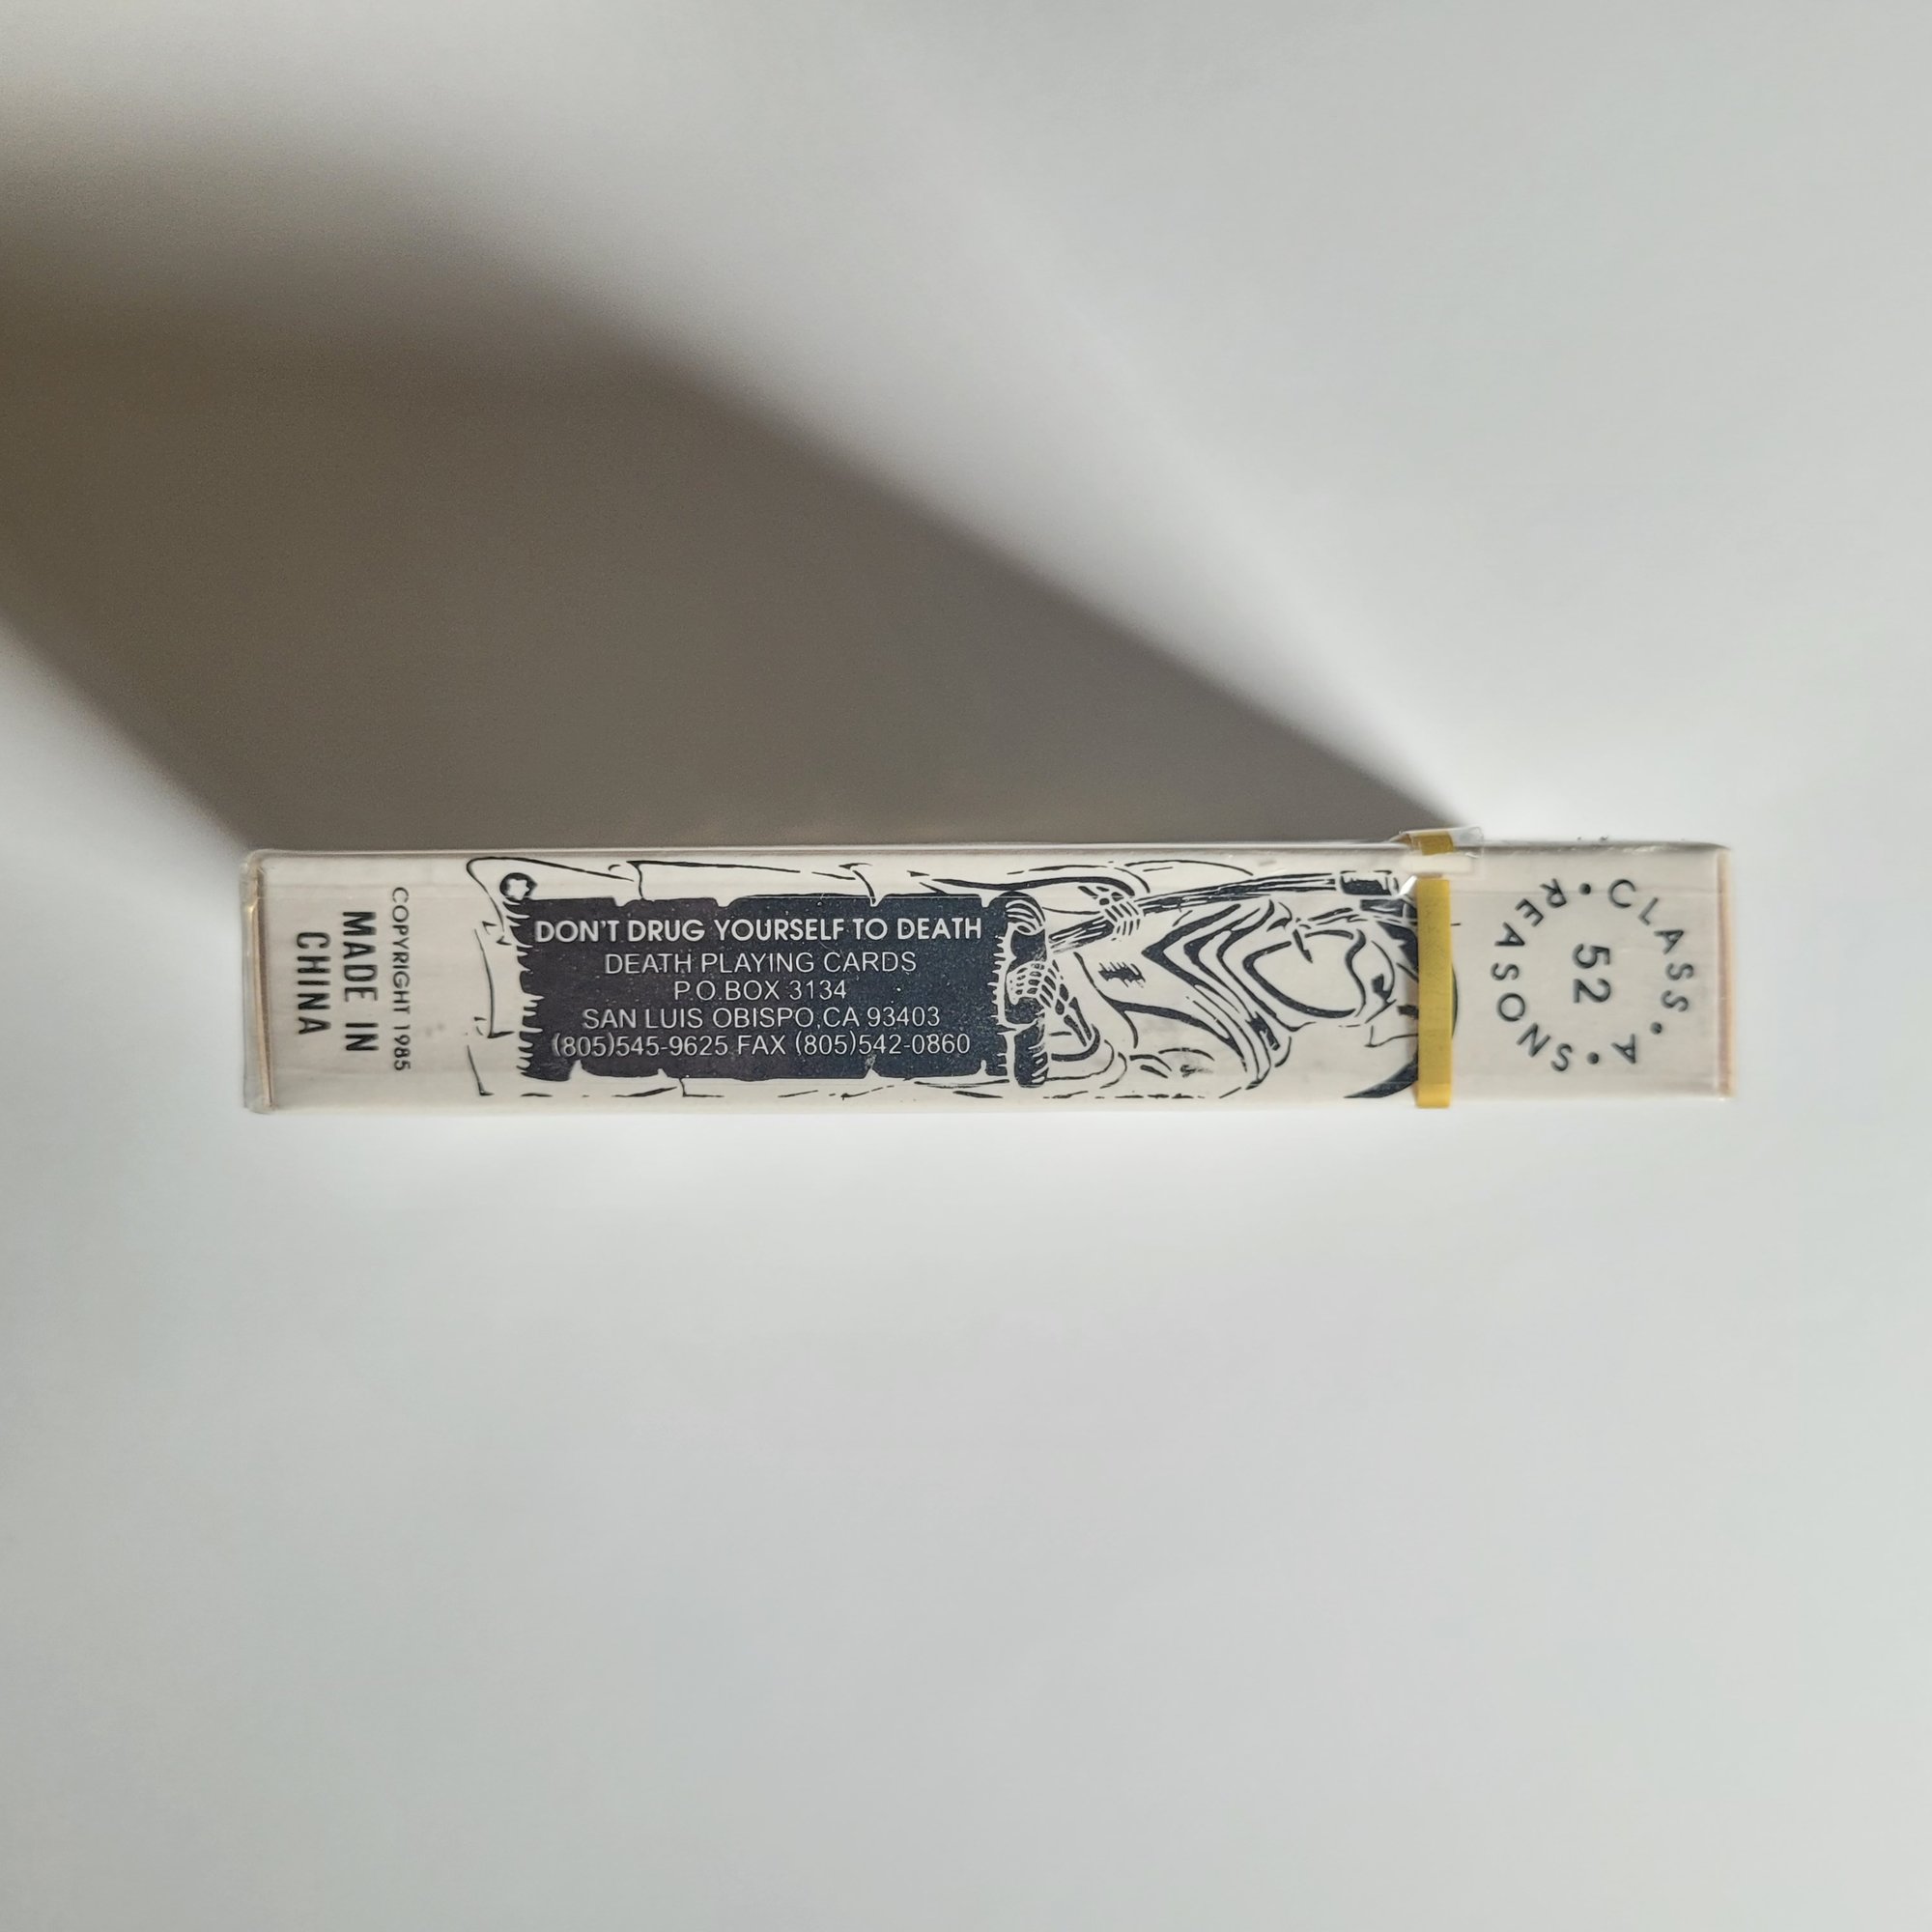 COPYRIGHT 1985
MADE IN
CHINA
DON'T DRUG YOURSELF TO DEATH
DEATH PLAYING CARDS
P.O.BOX 3134
SAN LUIS OBISPO,CA 93403
(805)545-9625 FAX (805)542-0860
CLASS • A •
52
REASONS •